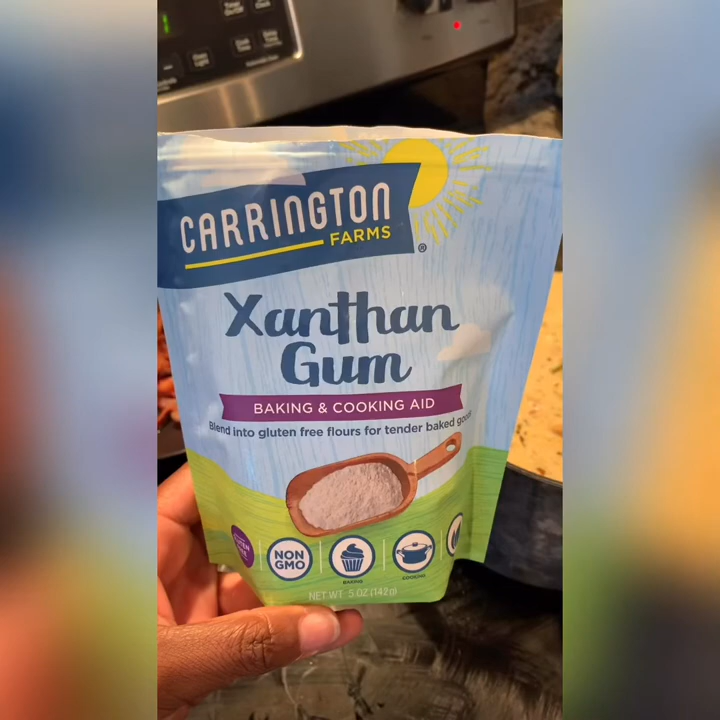 CARRINGTON
FARMS®
Xanthan
Gum
BAKING & COOKING AID
Blend into gluten free flours for tender baked goods
NON
GMO
BAKING
COOKING
NET WT. 5 OZ (142g)